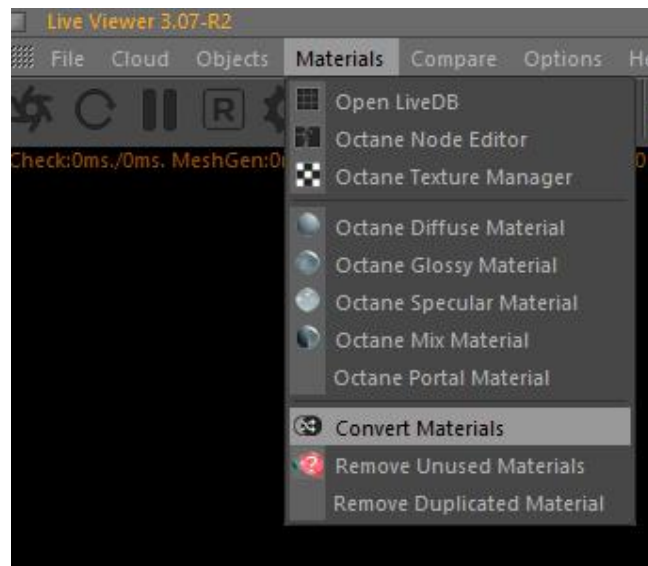 Live Viewer 3.07-R2
File Cloud Objects Materials Compare Options
R
Check:0ms./0ms. MeshGen:0
Open LiveDB
Octane Node Editor
Octane Texture Manager
Octane Diffuse Material
Octane Glossy Material
Octane Specular Material
Octane Mix Material
Octane Portal Material
Convert Materials
Remove Unused Materials
Remove Duplicated Material